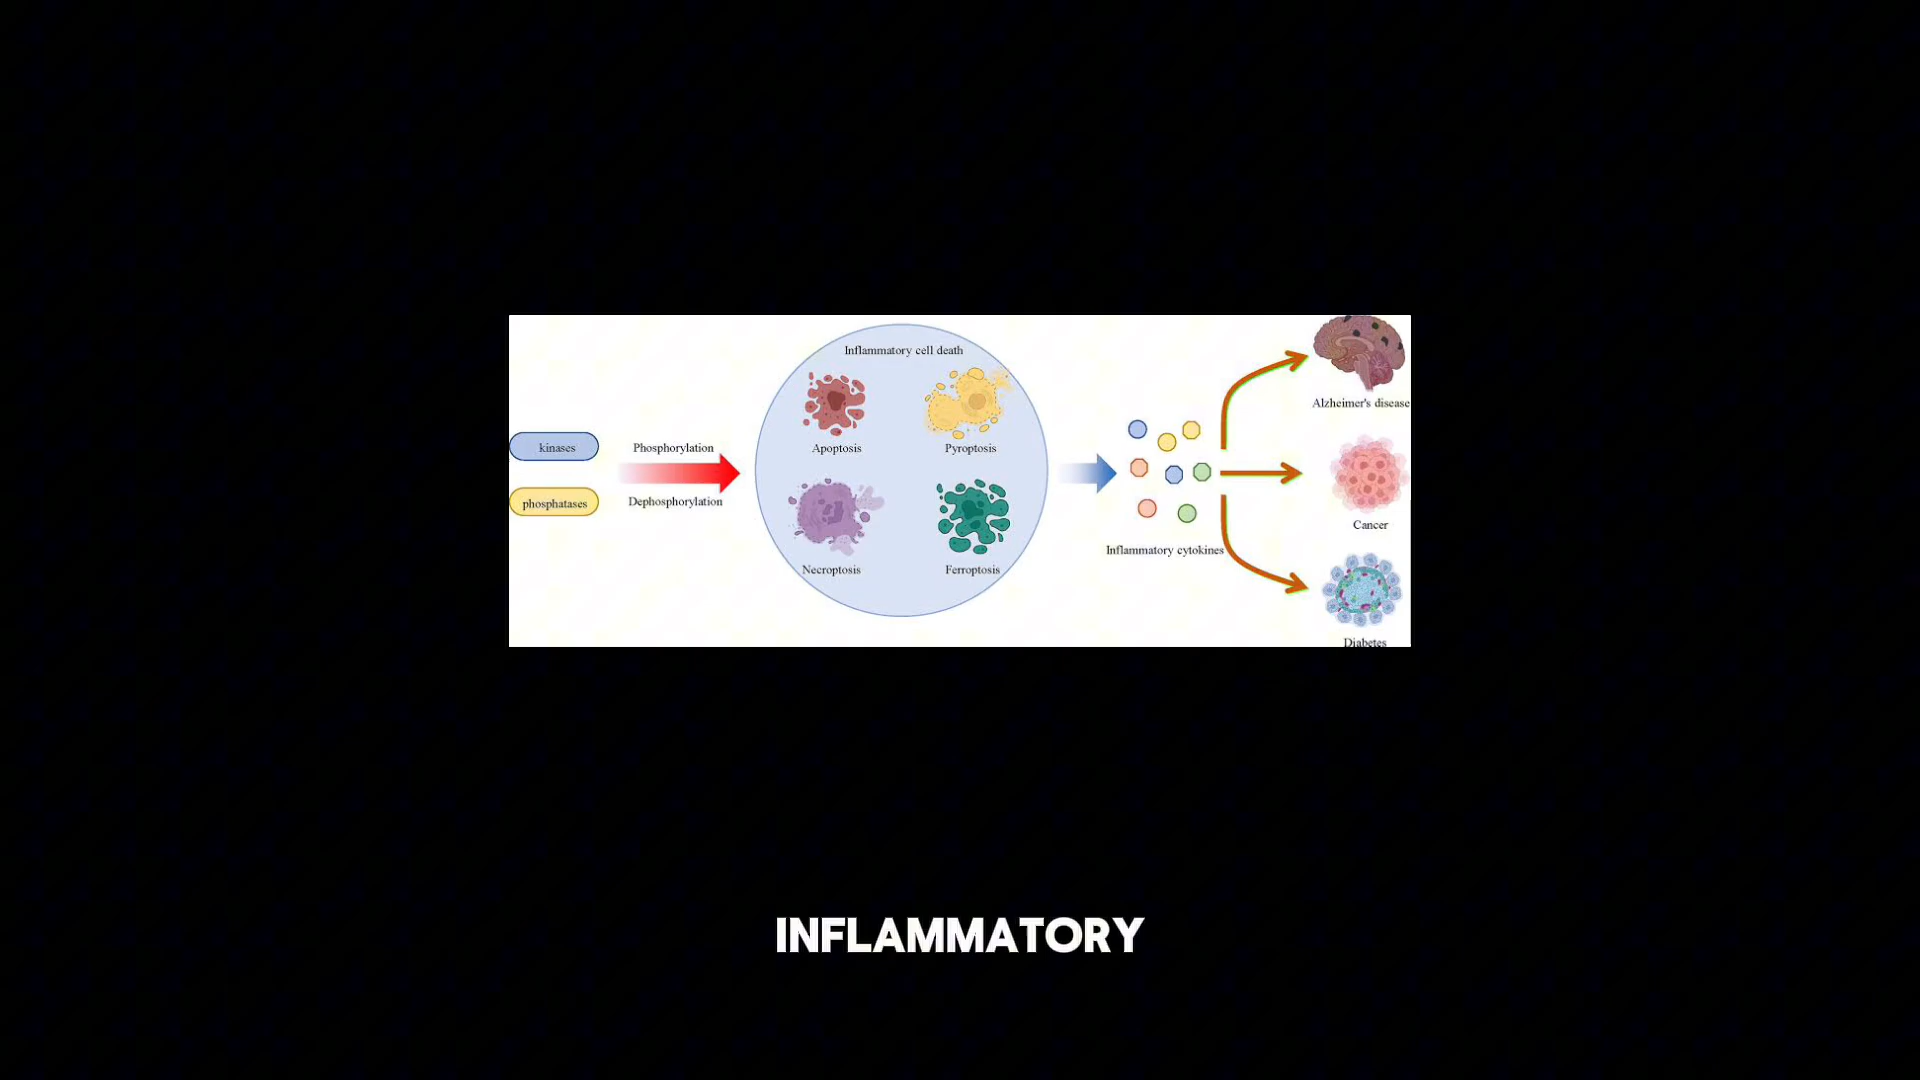 Inflammatory cell death
Alzheimer's disease
kinases
Phosphorylation
Apoptosis
Pyroptosis
phosphatases
Dephosphorylation
Cancer
Inflammatory cytokines
Necroptosis
Ferroptosis
Diabetes
INFLAMMATORY